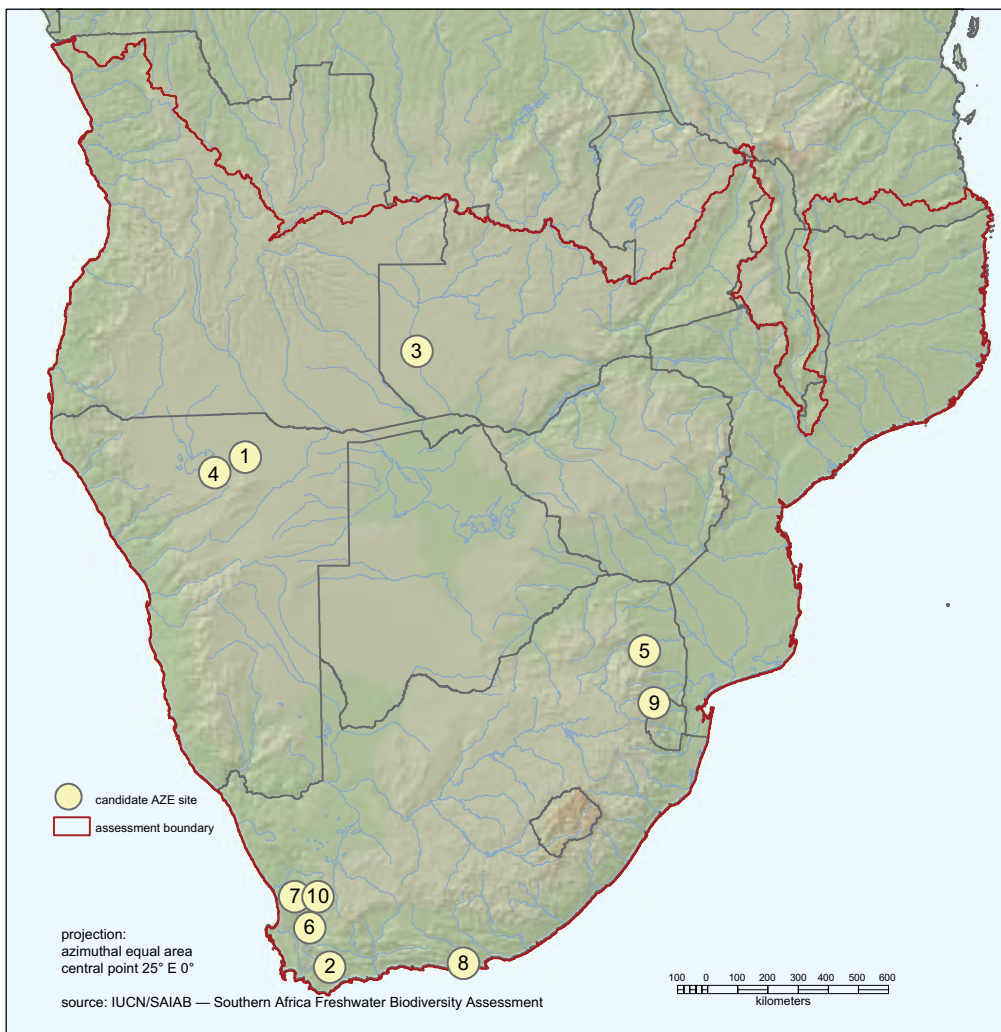 3
1
4
5
9
candidate AZE site
assessment boundary
7 10
6
2
8
projection:
azimuthal equal area
central point 25° E 0°
100 0 100 200 300 400 500 600
kilometers
source: IUCN/SAIAB — Southern Africa Freshwater Biodiversity Assessment